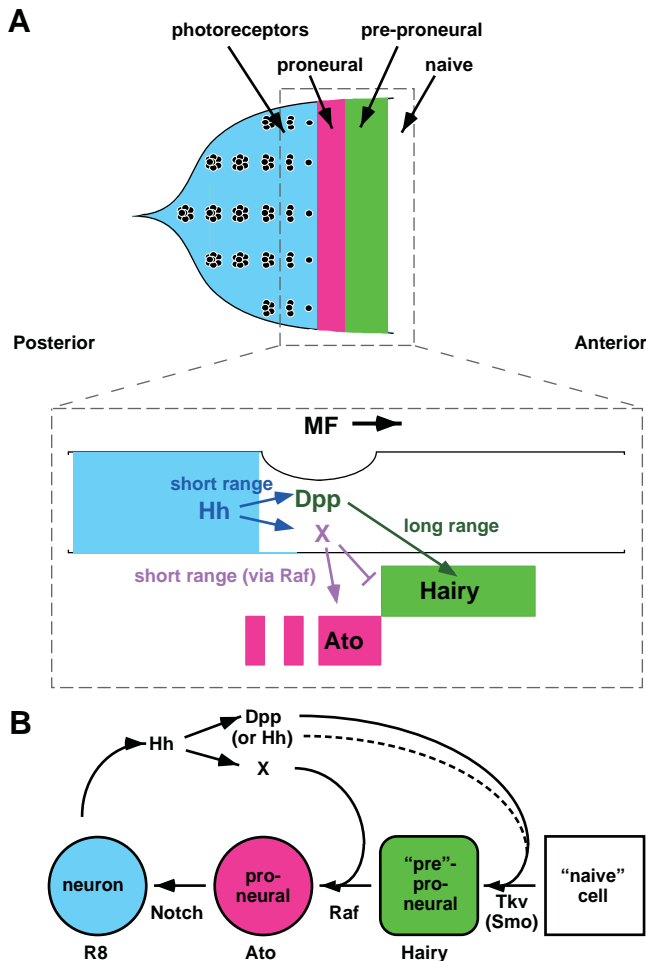 A
photoreceptors
pre-proneural
proneural
naive
Posterior
Anterior
MF
short range
Hh
Dpp
X
long range
short range (via Raf)
Hairy
Ato
B
Hh
Dpp
(or Hh)
X
neuron
Notch
pro-
neural
Raf
“pre”-
pro-
neural
Tkv
(Smo)
“naive”
cell
R8
Ato
Hairy